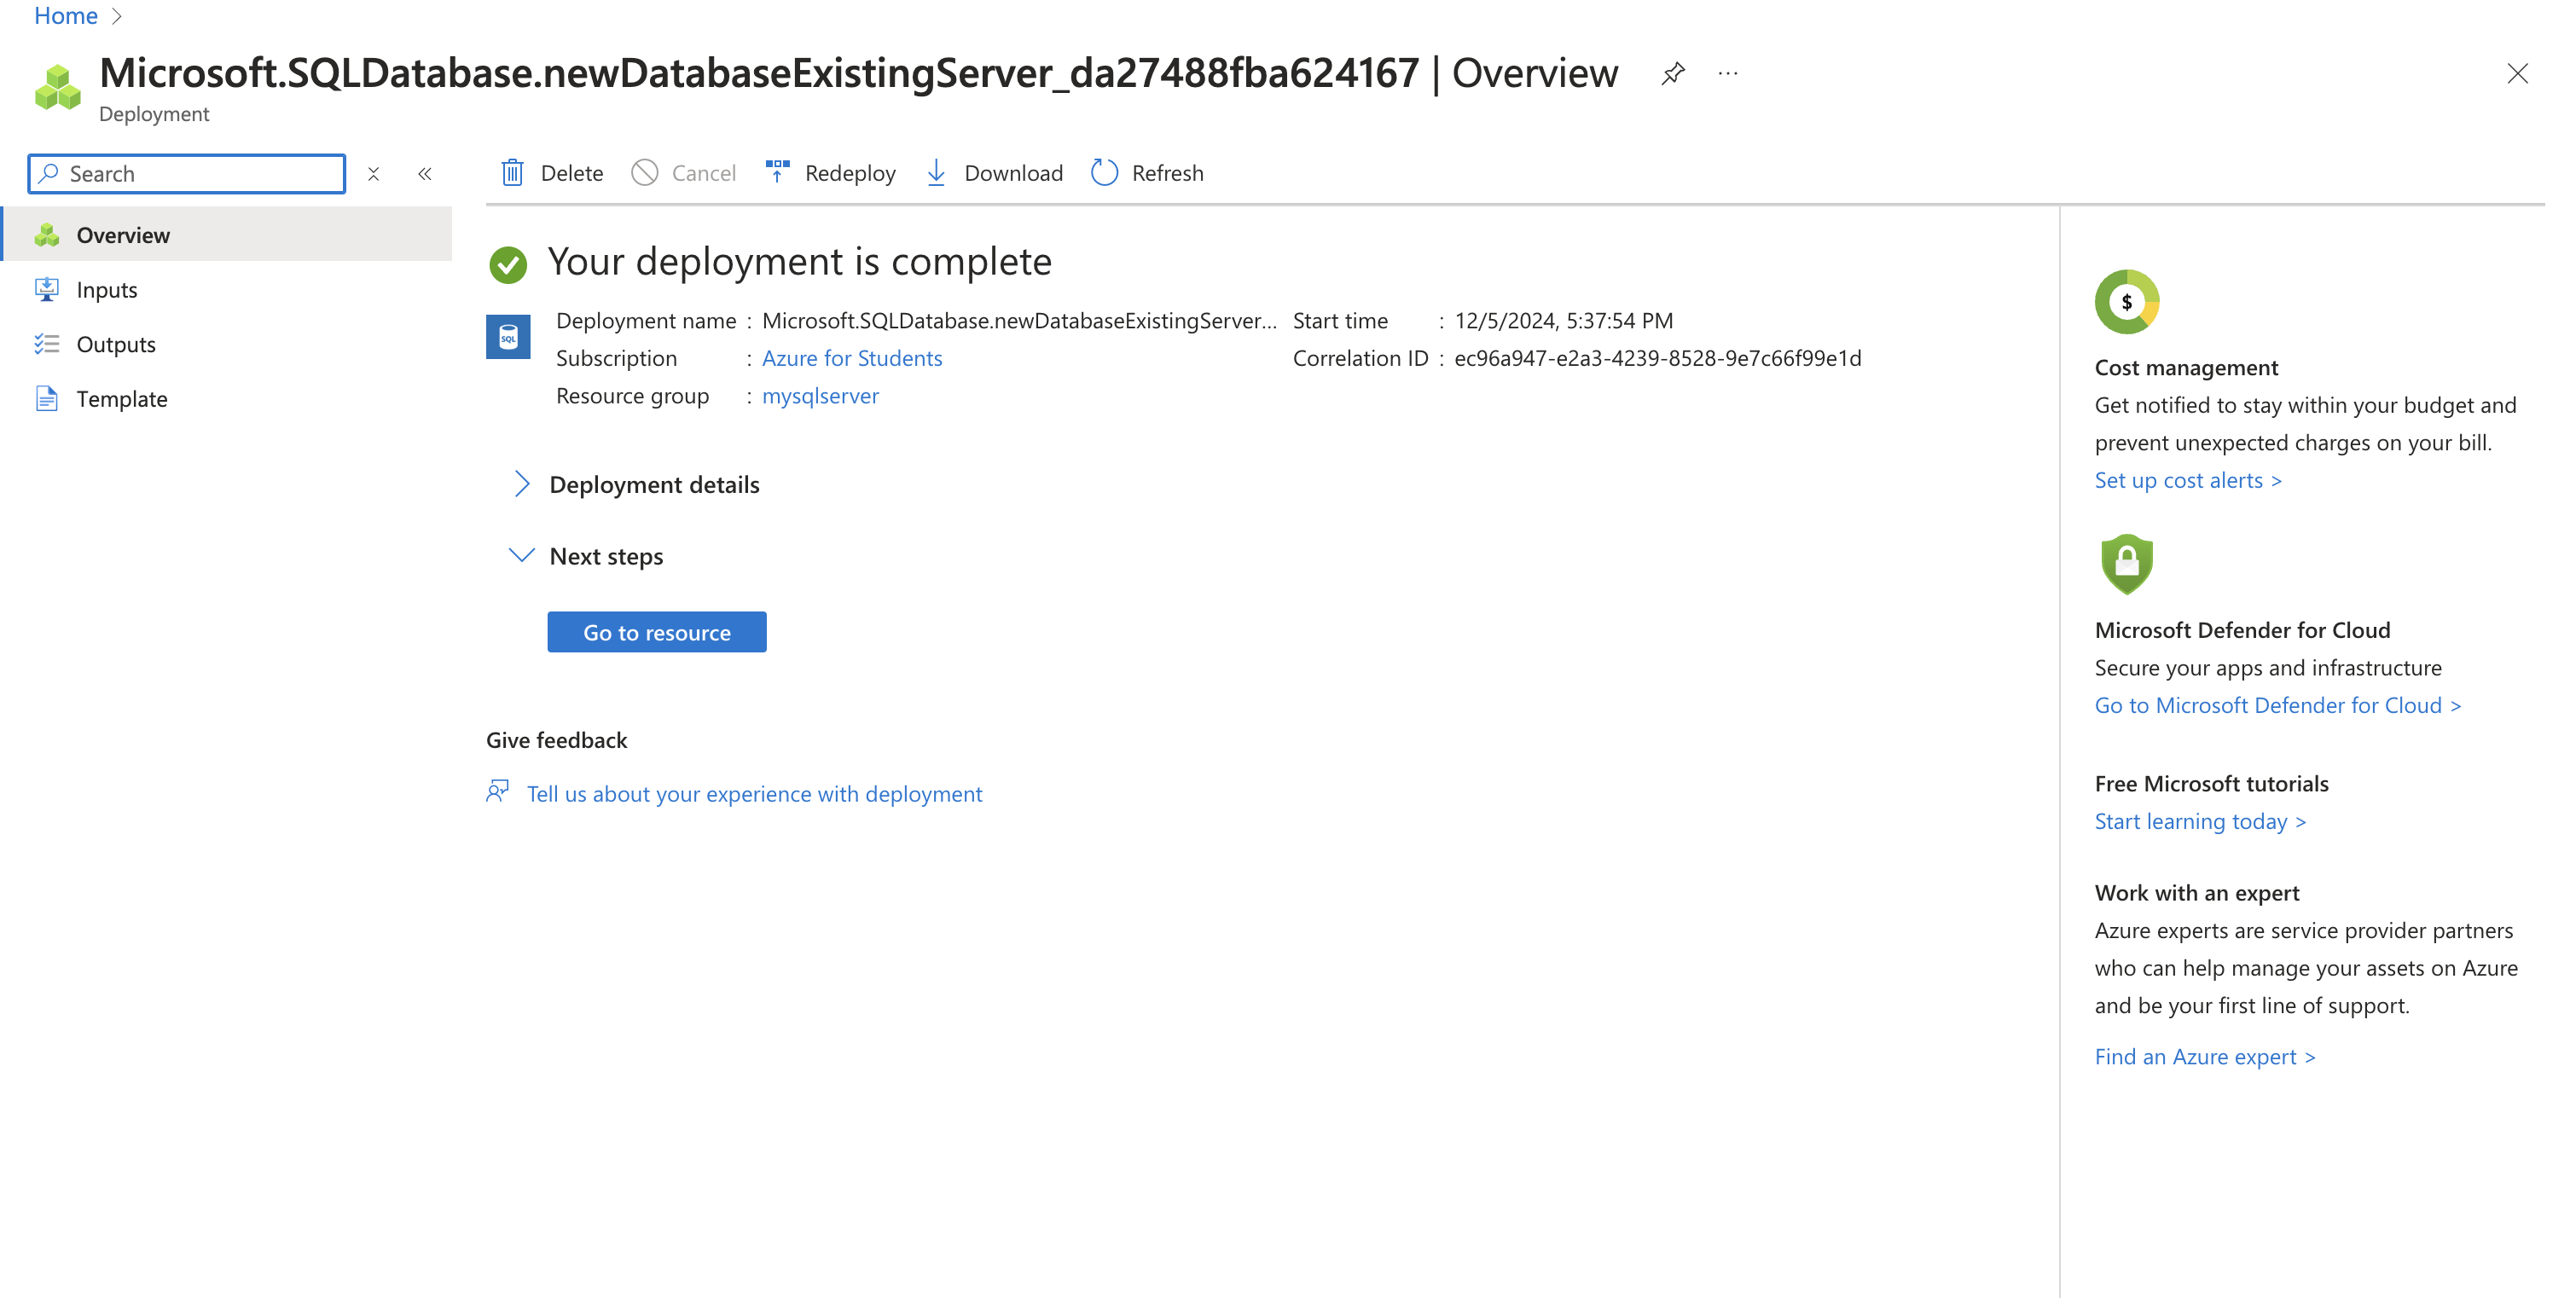 Home
Microsoft.SQLDatabase.newDatabaseExistingServer_da27488fba624167 | Overview
Deployment
Search
Delete
Cancel
Redeploy
Download
Refresh
Overview
Inputs
Outputs
Template
Your deployment is complete
SQL
Deployment name : Microsoft.SQLDatabase.newDatabaseExistingServer...
Subscription : Azure for Students
Resource group : mysqlserver
Start time : 12/5/2024, 5:37:54 PM
Correlation ID : ec96a947-e2a3-4239-8528-9e7c66f99e1d
Deployment details
Next steps
Go to resource
Give feedback
Tell us about your experience with deployment
$
Cost management
Get notified to stay within your budget and
prevent unexpected charges on your bill.
Set up cost alerts >
Microsoft Defender for Cloud
Secure your apps and infrastructure
Go to Microsoft Defender for Cloud >
Free Microsoft tutorials
Start learning today >
Work with an expert
Azure experts are service provider partners
who can help manage your assets on Azure
and be your first line of support.
Find an Azure expert >